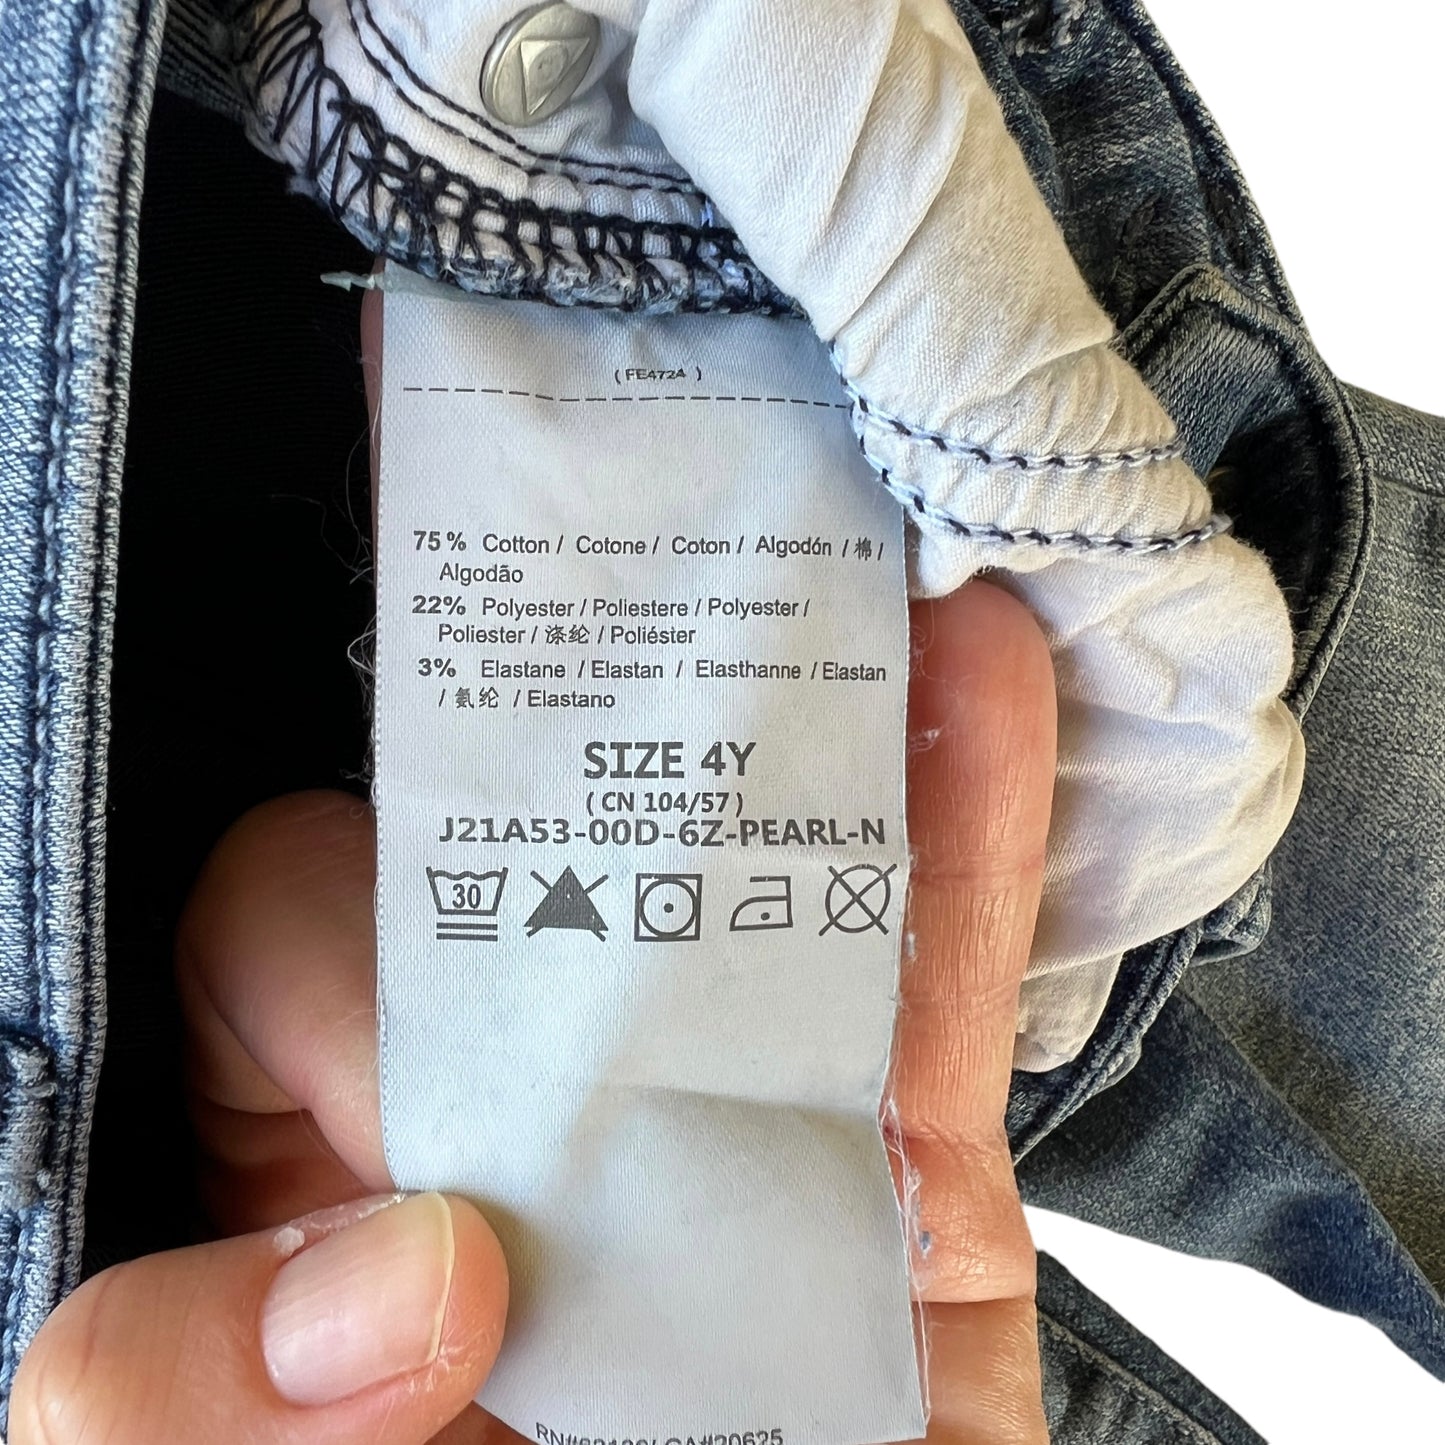 ( FE472A )
75% Cotton / Cotone / Coton / Algodón / 棉 /
Algodão
22% Polyester / Poliestere / Polyester /
Poliester / 涤纶 / Poliéster
3% Elastane / Elastan / Elasthanne / Elastan
/ 氨纶 / Elastano
SIZE 4Y
( CN 104/57 )
J21A53-00D-6Z-PEARL-N
30